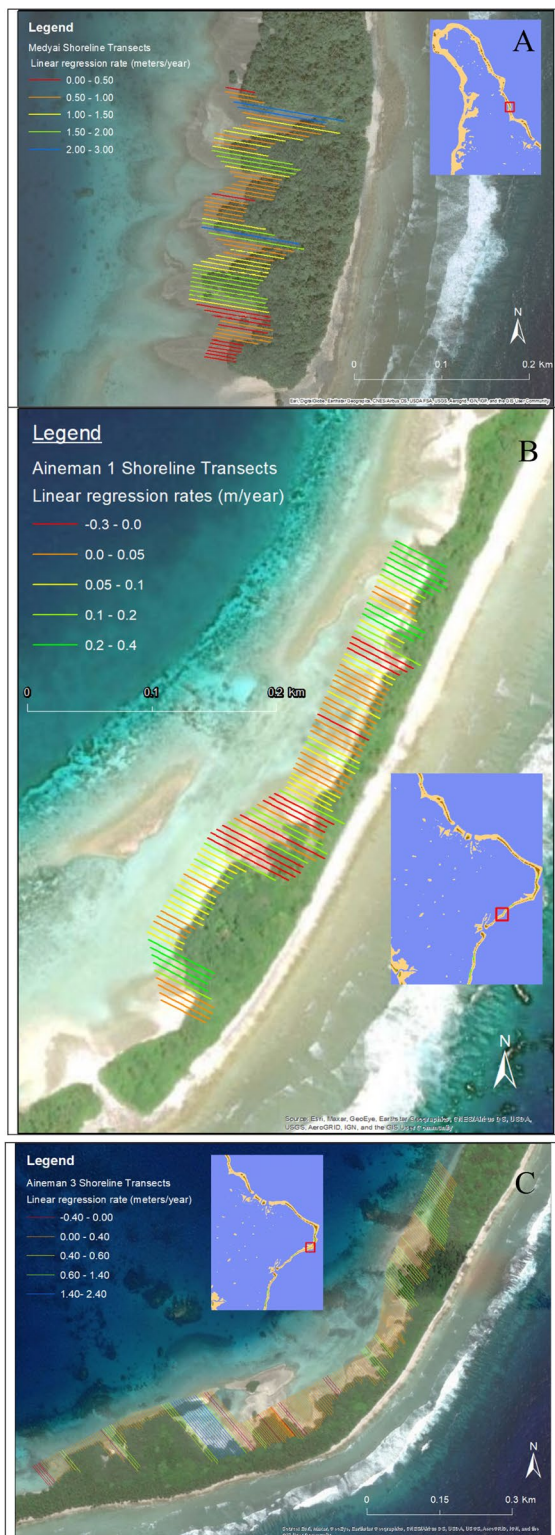 Legend
Medyai Shoreline Transects
Linear regression rate (meters/year)
0.00 - 0.50
0.50 - 1.00
1.00 - 1.50
1.50 - 2.00
2.00 - 3.00
A
N
0 0.1 0.2 Km
Legend
Aineman 1 Shoreline Transects
Linear regression rates (m/year)
-0.3 - 0.0
0.0 - 0.05
0.05 - 0.1
0.1 - 0.2
0.2 - 0.4
B
0 0.1 0.2 Km
N
Source: Esri, Maxar, GeoEye, Earthstar Geographics, CNES/Airbus DS, USDA,
USGS, AeroGRID, IGN, and the GIS User Community
Legend
Aineman 3 Shoreline Transects
Linear regression rate (meters/year)
-0.40 - 0.00
0.00 - 0.40
0.40 - 0.60
0.60 - 1.40
1.40- 2.40
C
N
0 0.15 0.3 Km